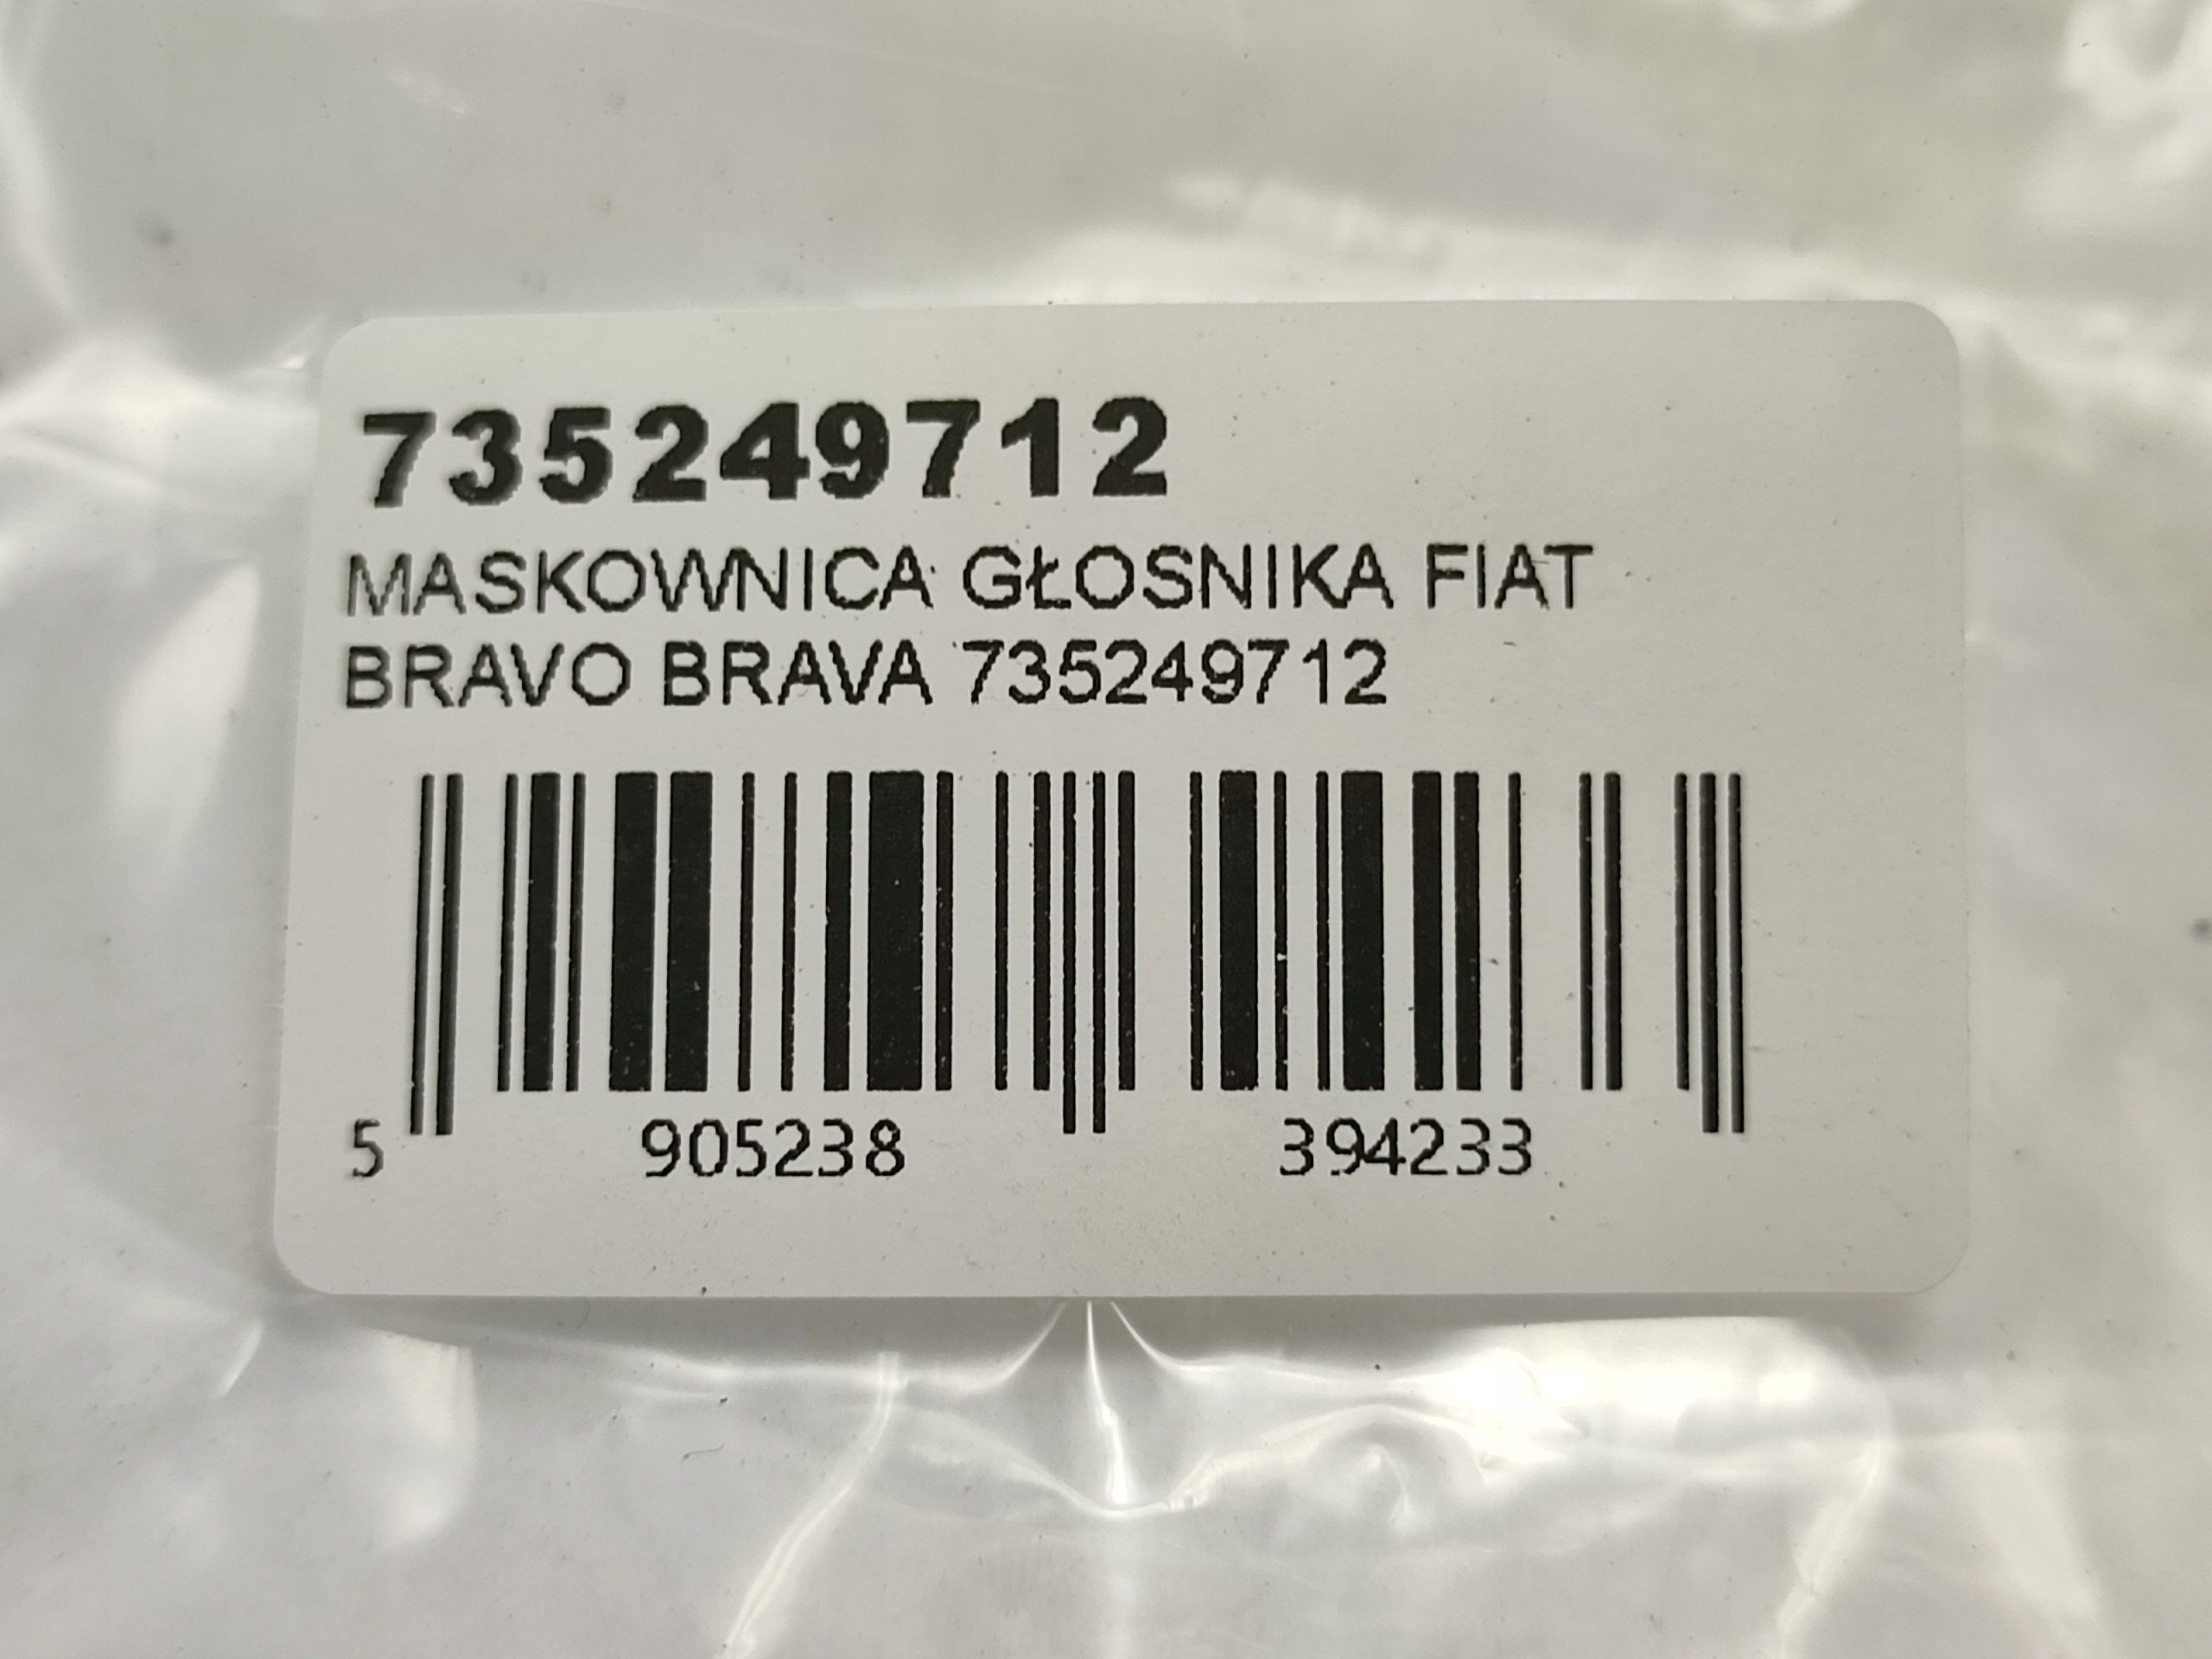 735249712
MASKOWNICA GŁOSNIKA FIAT
BRAVO BRAVA 735249712
5 905238 394233